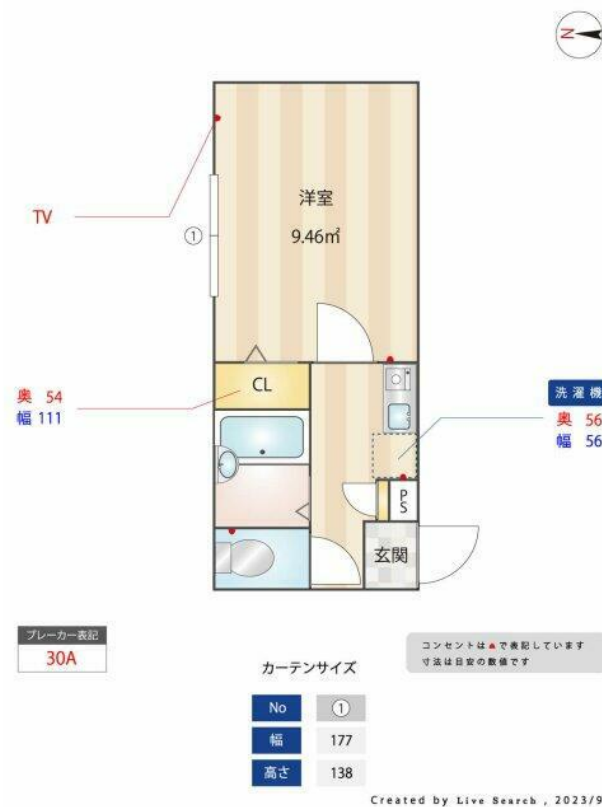 N
洋室
9.46㎡
TV
①
CL
奥 54
幅 111
洗濯機
奥 56
幅 56
PS
玄関
ブレーカー表記
30A
コンセントは▲で表記しています
寸法は目安の数値です
カーテンサイズ
No ①
幅 177
高さ 138
Created by Live Search , 2023/9